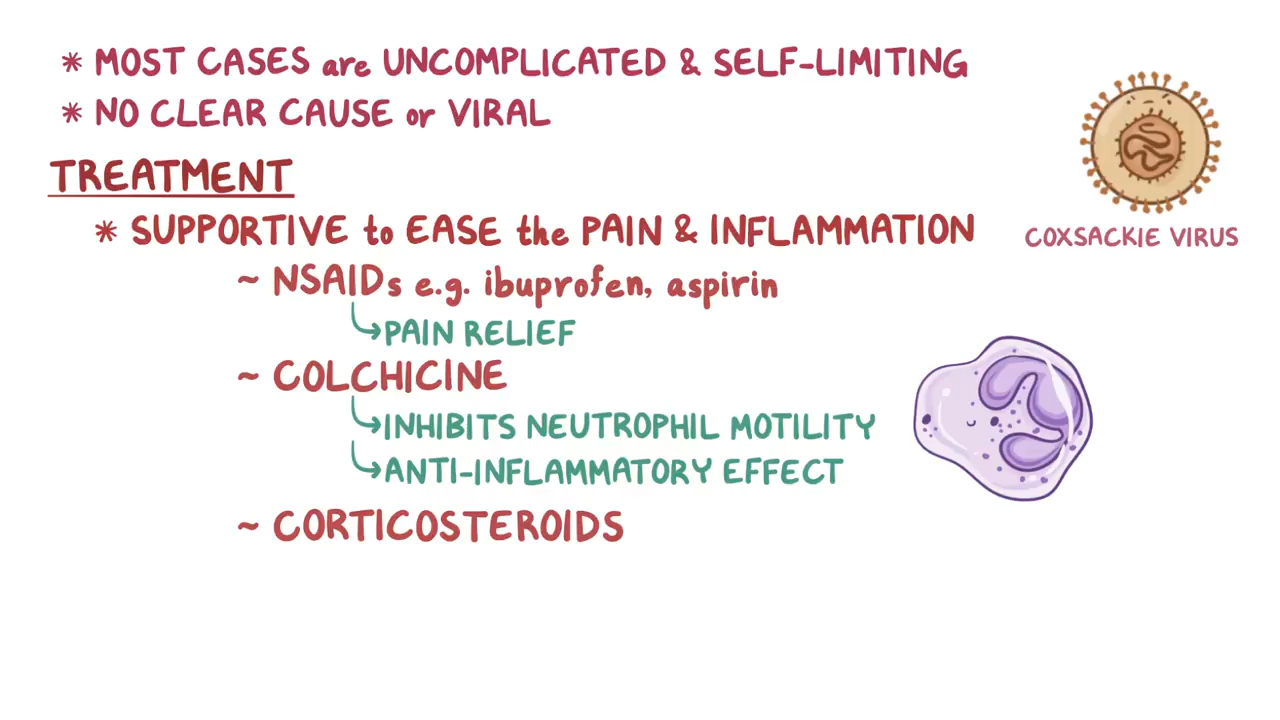 * MOST CASES are UNCOMPLICATED & SELF-LIMITING
* NO CLEAR CAUSE or VIRAL
TREATMENT
* SUPPORTIVE to EASE the PAIN & INFLAMMATION
COXSACKIE VIRUS
~ NSAIDs e.g. ibuprofen, aspirin
↳PAIN RELIEF
~ COLCHICINE
↳INHIBITS NEUTROPHIL MOTILITY
↳ANTI-INFLAMMATORY EFFECT
~ CORTICOSTEROIDS